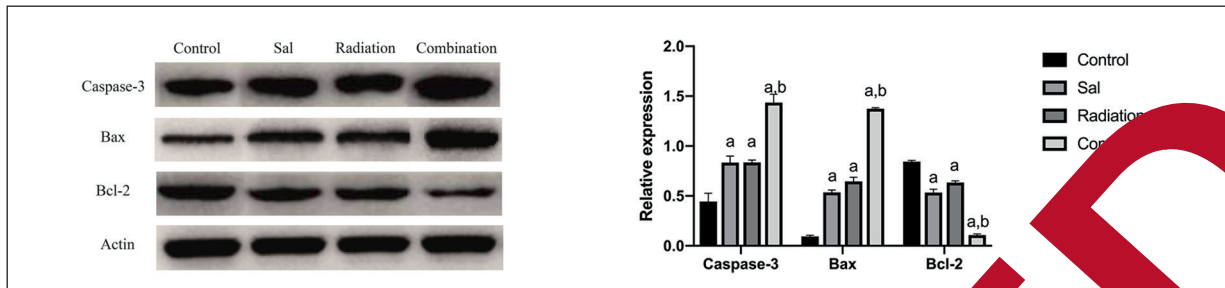 Control Sal Radiation Combination
Caspase-3
Bax
Bcl-2
Actin
2.0
1.5
1.0
0.5
0.0
Relative expression
a a a,b
a a a,b
a a a,b
Caspase-3 Bax Bcl-2
Control
Sal
Radiation